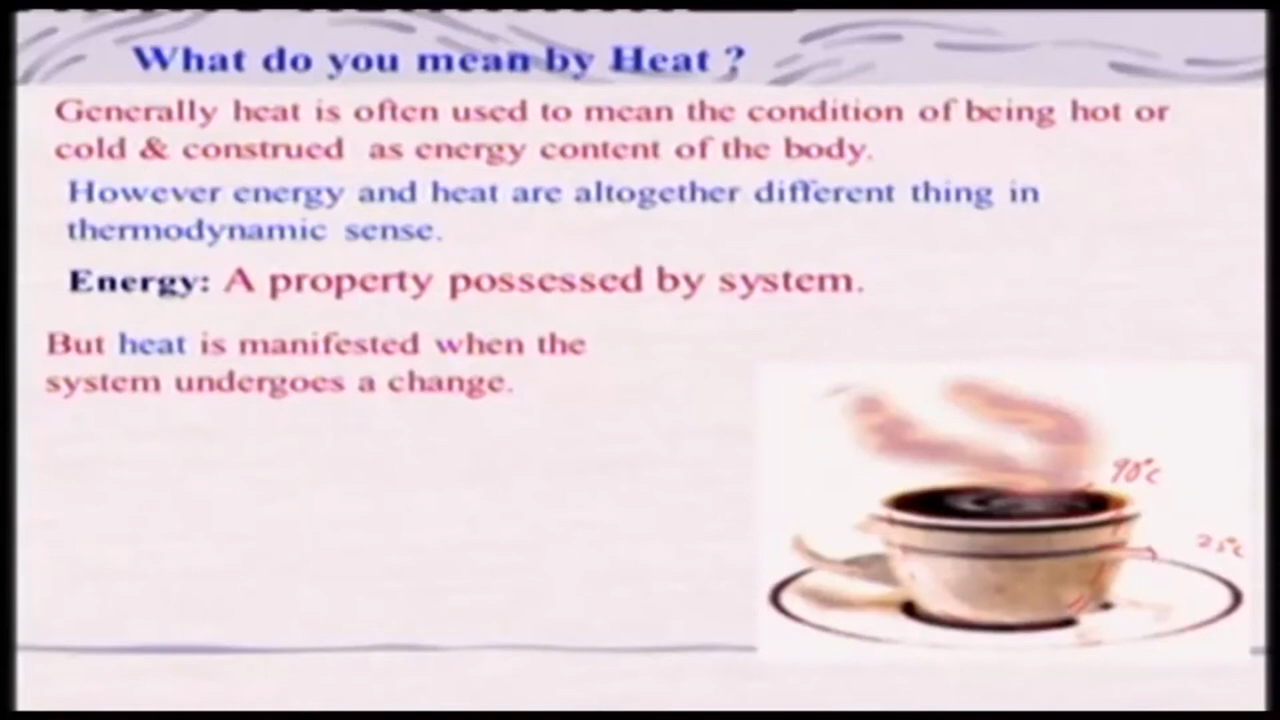 What do you mean by Heat ?
Generally heat is often used to mean the condition of being hot or
cold & construed as energy content of the body.
However energy and heat are altogether different thing in
thermodynamic sense.
Energy: A property possessed by system.
But heat is manifested when the
system undergoes a change.
90°C
25°C